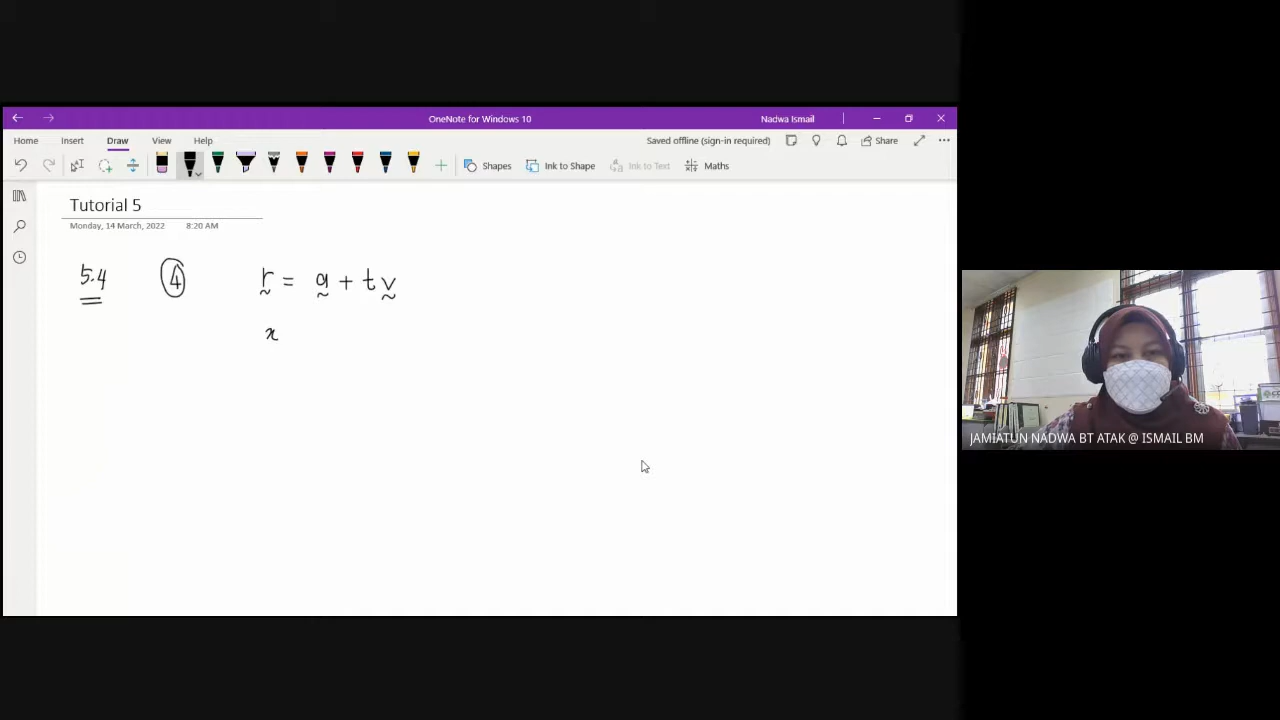 OneNote for Windows 10
Nadwa Ismail
Home Insert Draw View Help
Saved offline (sign-in required)
Share
Shapes
Ink to Shape
Ink to Text
Maths
Tutorial 5
Monday, 14 March, 2022 8:20 AM
5.4 ④ r = a + t v
x
JAMIATUN NADWA BT ATAK @ ISMAIL BM